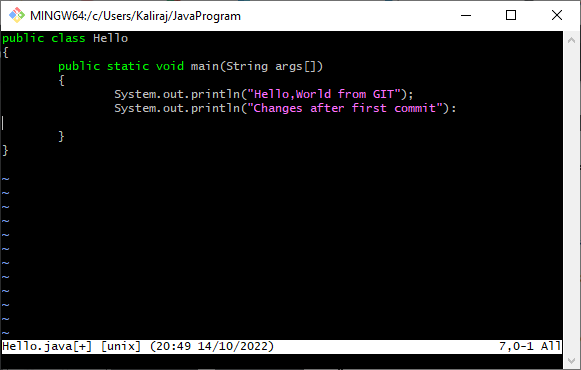 MINGW64:/c/Users/Kaliraj/JavaProgram
public class Hello
{
        public static void main(String args[])
        {
                System.out.println("Hello,World from GIT");
                System.out.println("Changes after first commit"):

        }
}
~
~
~
~
~
~
~
~
~
~
~
~
Hello.java[+] [unix] (20:49 14/10/2022) 7,0-1 All